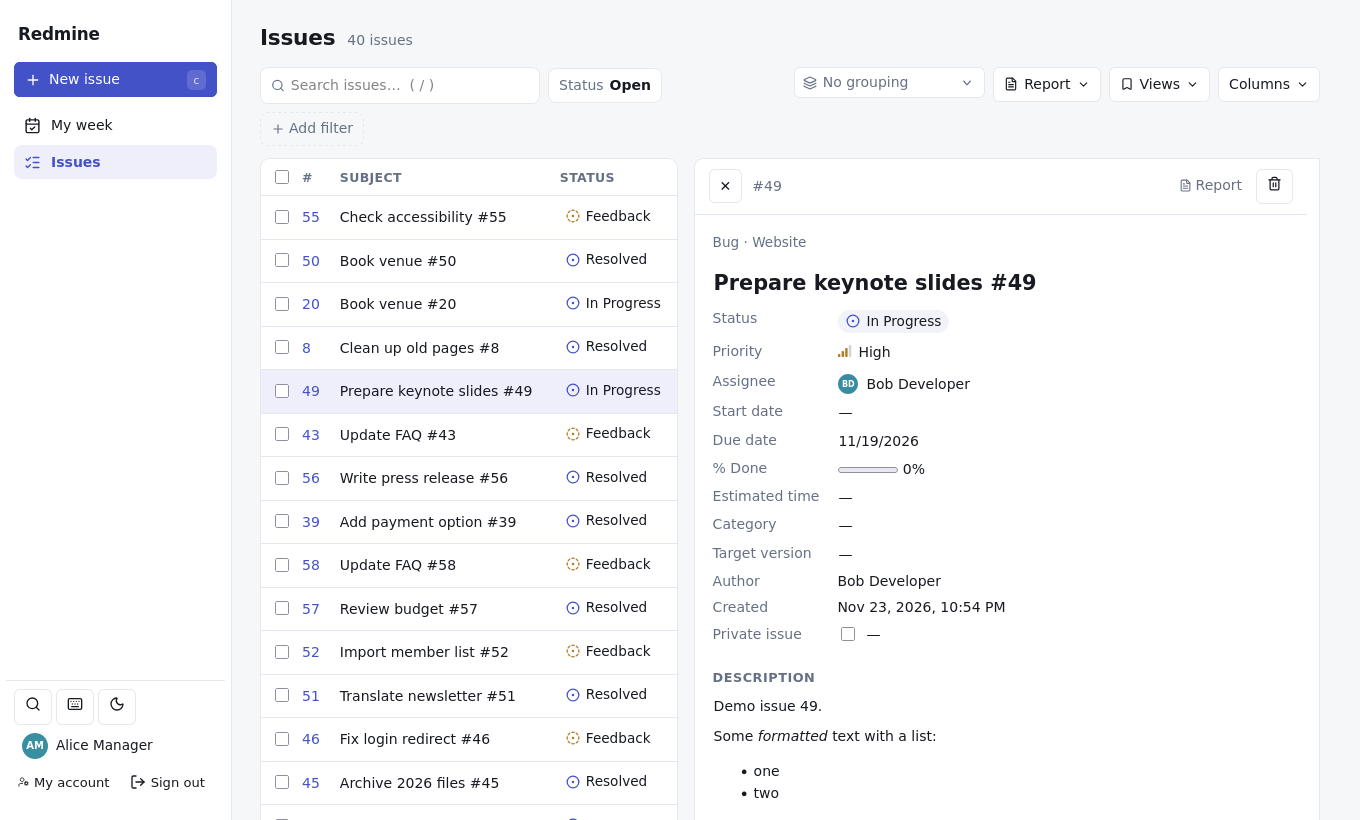 Redmine
New issue c
My week
Issues
AM Alice Manager
My account Sign out
Issues 40 issues
Search issues… ( / )
Status Open
No grouping
Report
Views
Columns
Add filter
# SUBJECT STATUS
55 Check accessibility #55 Feedback
50 Book venue #50 Resolved
20 Book venue #20 In Progress
8 Clean up old pages #8 Resolved
49 Prepare keynote slides #49 In Progress
43 Update FAQ #43 Feedback
56 Write press release #56 Resolved
39 Add payment option #39 Resolved
58 Update FAQ #58 Feedback
57 Review budget #57 Resolved
52 Import member list #52 Feedback
51 Translate newsletter #51 Resolved
46 Fix login redirect #46 Feedback
45 Archive 2026 files #45 Resolved
#49 Report
Bug · Website
Prepare keynote slides #49
Status In Progress
Priority High
Assignee BD Bob Developer
Start date —
Due date 11/19/2026
% Done 0%
Estimated time —
Category —
Target version —
Author Bob Developer
Created Nov 23, 2026, 10:54 PM
Private issue —
DESCRIPTION
Demo issue 49.
Some formatted text with a list:
• one
• two